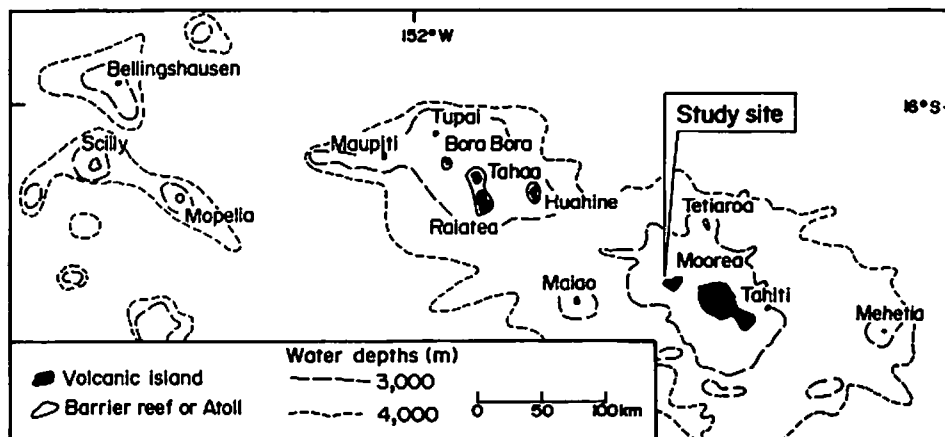 152°W
Bellingshausen
16°S
Study site
Tupai
Scilly
Maupiti
Bora Bora
Tahaa
Mopelia
Huahine
Raiatea
Tetiaroa
Moorea
Maiao
Tahiti
Mehetia
Water depths (m)
Volcanic island
3,000
Barrier reef or Atoll
4,000
0 50 100km